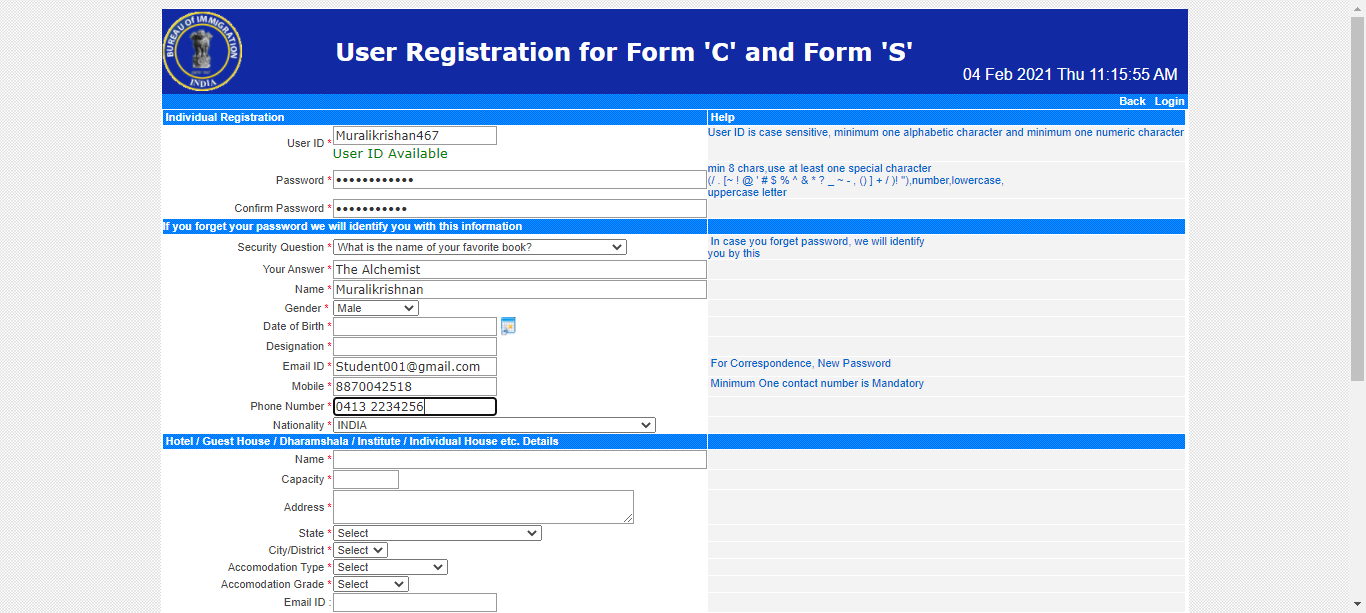 BUREAU OF IMMIGRATION
INDIA
User Registration for Form 'C' and Form 'S'
04 Feb 2021 Thu 11:15:55 AM
Back Login
Individual Registration Help
User ID * Muralikrishan467 User ID is case sensitive, minimum one alphabetic character and minimum one numeric character
User ID Available
Password * •••••••••••• min 8 chars,use at least one special character
(/ . [~ ! @ ' # $ % ^ & * ? _ ~ - , () ] + / )! "),number,lowercase,
uppercase letter
Confirm Password * •••••••••••
If you forget your password we will identify you with this information
Security Question * What is the name of your favorite book? In case you forget password, we will identify
you by this
Your Answer * The Alchemist
Name * Muralikrishnan
Gender * Male
Date of Birth *
Designation *
Email ID * Student001@gmail.com For Correspondence, New Password
Mobile * 8870042518 Minimum One contact number is Mandatory
Phone Number * 0413 2234256
Nationality * INDIA
Hotel / Guest House / Dharamshala / Institute / Individual House etc. Details
Name *
Capacity *
Address *
State * Select
City/District * Select
Accomodation Type * Select
Accomodation Grade * Select
Email ID :